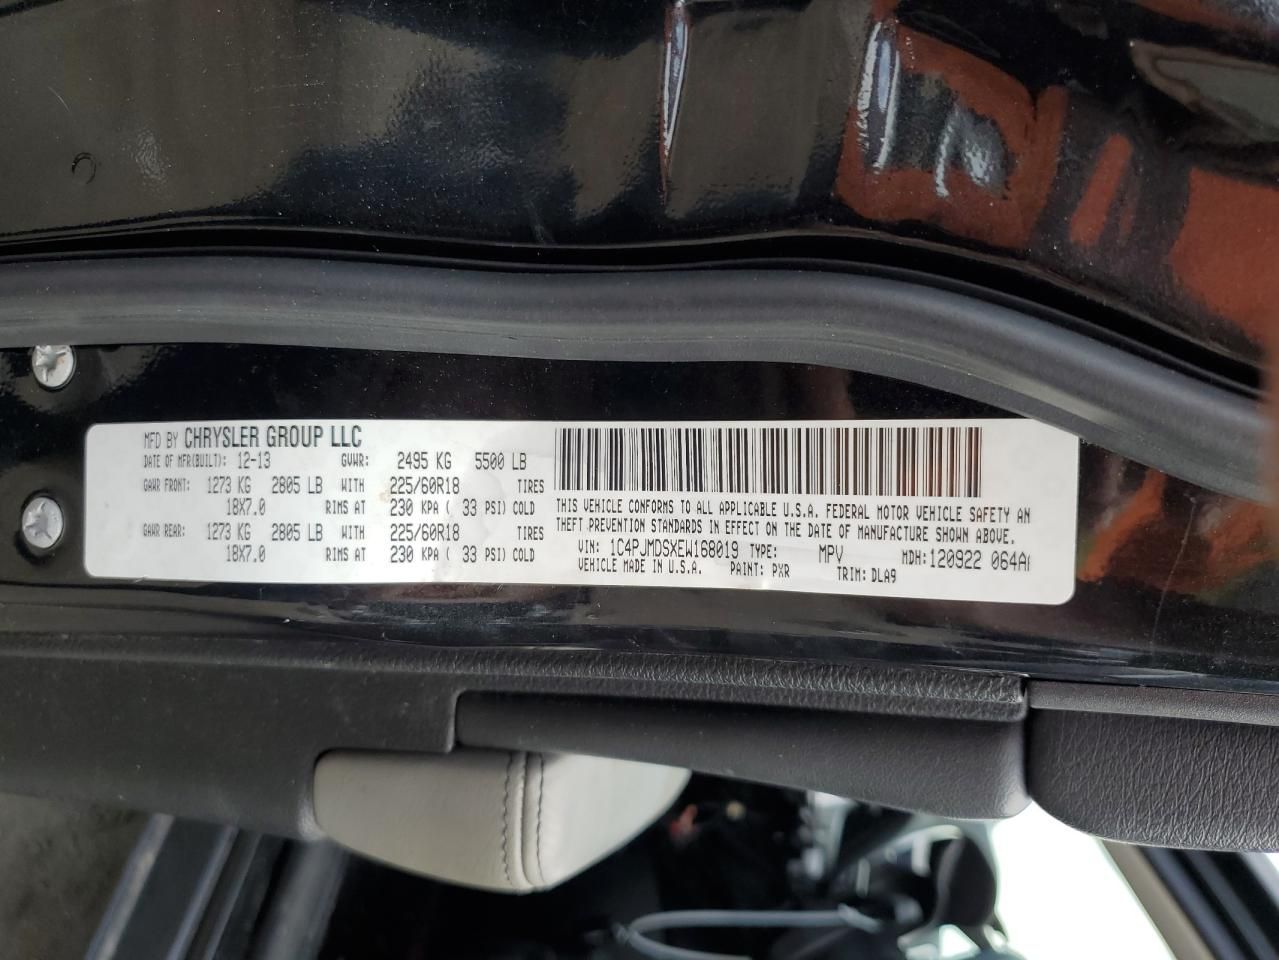 MFD BY CHRYSLER GROUP LLC
DATE OF MFR(BUILT): 12-13 GVWR: 2495 KG 5500 LB
GAWR FRONT: 1273 KG 2805 LB WITH 225/60R18 TIRES
18X7.0 RIMS AT 230 KPA ( 33 PSI) COLD
GAWR REAR: 1273 KG 2805 LB WITH 225/60R18 TIRES
18X7.0 RIMS AT 230 KPA ( 33 PSI) COLD
THIS VEHICLE CONFORMS TO ALL APPLICABLE U.S.A. FEDERAL MOTOR VEHICLE SAFETY AN
THEFT PREVENTION STANDARDS IN EFFECT ON THE DATE OF MANUFACTURE SHOWN ABOVE.
VIN: 1C4PJMDSXEW168019 TYPE: MPV MDH: 120922 064A
VEHICLE MADE IN U.S.A. PAINT: PXR TRIM: DLA9